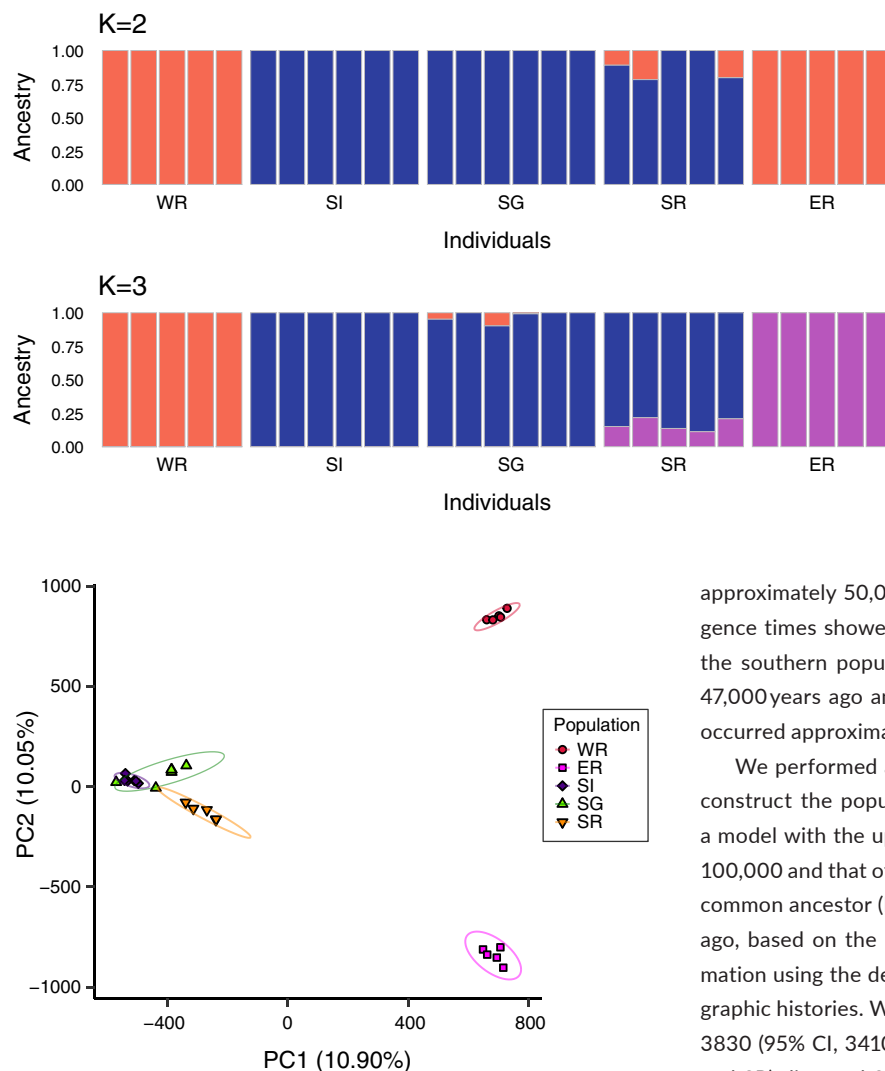 K=2
1.00
0.75
0.50
0.25
0.00
Ancestry
WR SI SG SR ER
Individuals
K=3
1.00
0.75
0.50
0.25
0.00
Ancestry
WR SI SG SR ER
Individuals
1000
500
0
−500
−1000
PC2 (10.05%)
−400 0 400 800
PC1 (10.90%)
Population
WR
ER
SI
SG
SR
approximately 50,0
gence times showe
the southern popu
47,000 years ago a
occurred approxima
We performed
construct the popu
a model with the u
100,000 and that o
common ancestor (
ago, based on the
mation using the de
graphic histories. W
3830 (95% CI, 3410